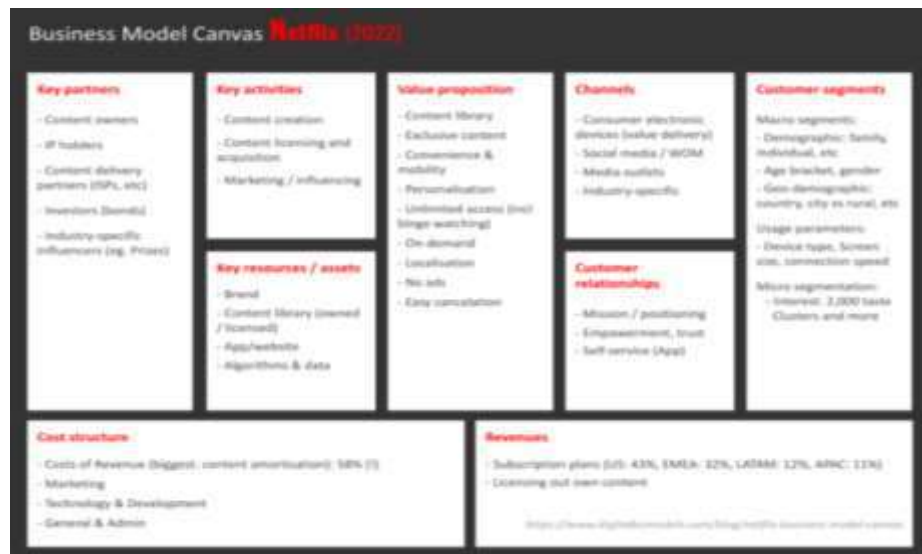 Business Model Canvas Netflix (2022)
Key partners
- Content owners
- IP holders
- Content delivery
partners (ISPs, etc)
- Investors (bonds)
- Industry-specific
influencers (eg. Prizes)
Key activities
- Content creation
- Content licensing and
acquisition
- Marketing / influencing
Key resources / assets
- Brand
- Content library (owned
/ licensed)
- App/website
- Algorithms & data
Value proposition
- Content library
- Exclusive content
- Convenience &
mobility
- Personalisation
- Unlimited access (incl
binge-watching)
- On-demand
- Localisation
- No ads
- Easy cancelation
Channels
- Consumer electronic
devices (value delivery)
- Social media / WOM
- Media outlets
- Industry-specific
Customer
relationships
- Mission / positioning
- Empowerment, trust
- Self-service (App)
Customer segments
Macro segments:
- Demographic: family,
individual, etc
- Age bracket, gender
- Geo-demographic:
country, city vs rural, etc
Usage parameters:
- Device type, Screen
size, connection speed
Micro segmentation:
- Interest: 2,000 taste
Clusters and more
Cost structure
- Costs of Revenue (biggest: content amortisation): 58% (!)
- Marketing
- Technology & Development
- General & Admin
Revenues
- Subscription plans (US: 43%, EMEA: 32%, LATAM: 12%, APAC: 11%)
- Licensing out own content